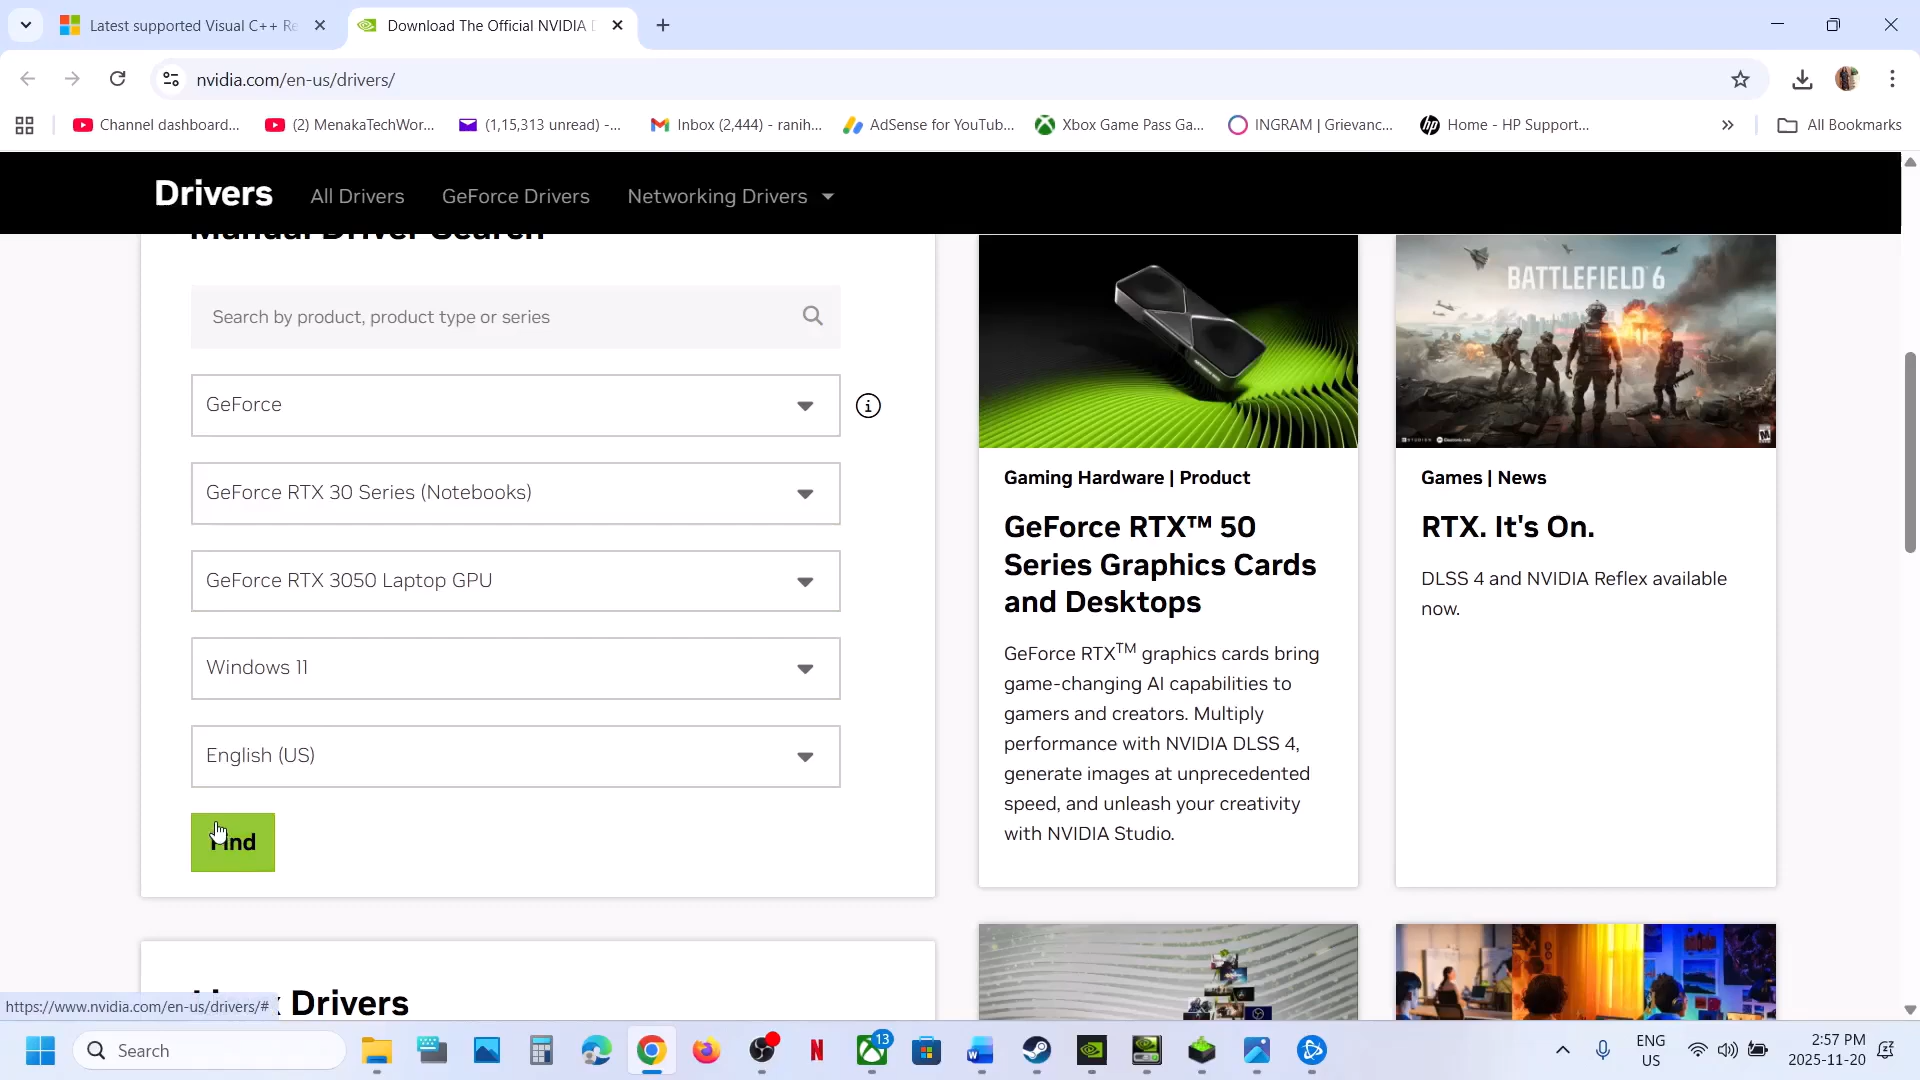 Latest supported Visual C++ Re
Download The Official NVIDIA D
nvidia.com/en-us/drivers/
Channel dashboard...
(2) MenakaTechWor...
(1,15,313 unread) -...
Inbox (2,444) - ranih...
AdSense for YouTub...
Xbox Game Pass Ga...
INGRAM | Grievanc...
Home - HP Support...
All Bookmarks
Drivers
All Drivers
GeForce Drivers
Networking Drivers
Manual Driver Search
Search by product, product type or series
GeForce
GeForce RTX 30 Series (Notebooks)
GeForce RTX 3050 Laptop GPU
Windows 11
English (US)
Find
BATTLEFIELD 6
Gaming Hardware | Product
GeForce RTX™ 50
Series Graphics Cards
and Desktops
GeForce RTX™ graphics cards bring
game-changing AI capabilities to
gamers and creators. Multiply
performance with NVIDIA DLSS 4,
generate images at unprecedented
speed, and unleash your creativity
with NVIDIA Studio.
Games | News
RTX. It's On.
DLSS 4 and NVIDIA Reflex available
now.
Drivers
https://www.nvidia.com/en-us/drivers/#
Search
13
ENG
US
2:57 PM
2025-11-20